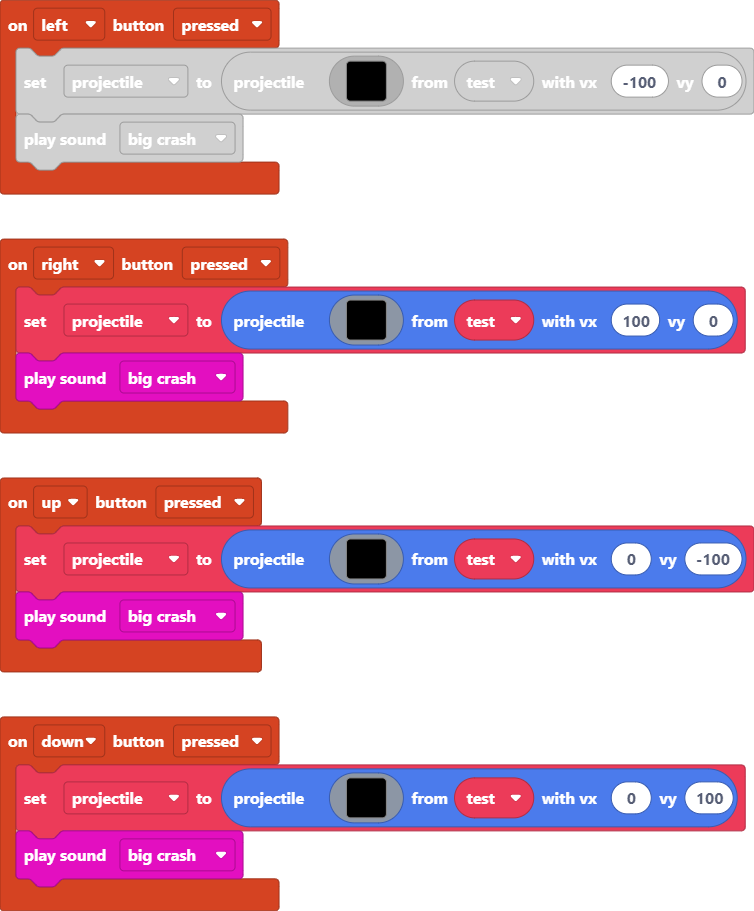 on left button pressed
set projectile to projectile from test with vx -100 vy 0
play sound big crash
on right button pressed
set projectile to projectile from test with vx 100 vy 0
play sound big crash
on up button pressed
set projectile to projectile from test with vx 0 vy -100
play sound big crash
on down button pressed
set projectile to projectile from test with vx 0 vy 100
play sound big crash